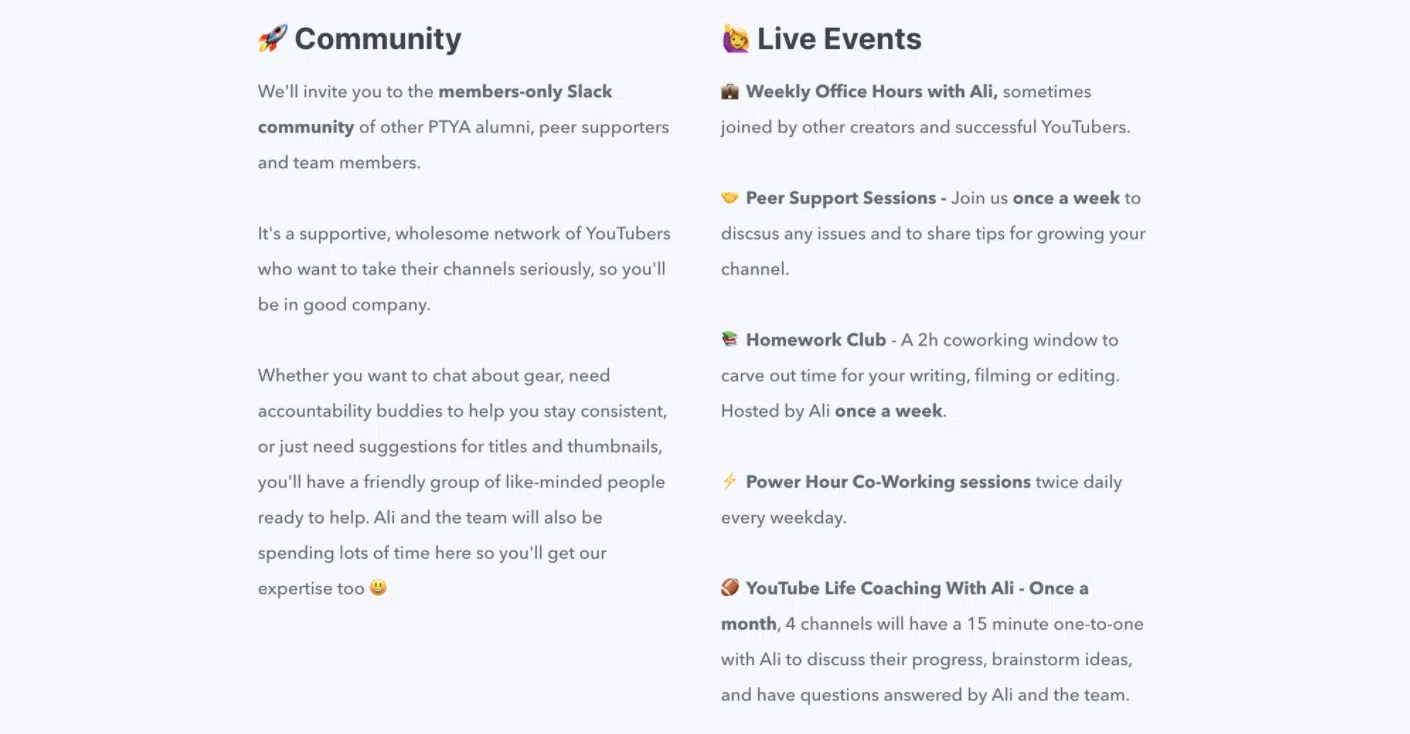 🚀 Community
We'll invite you to the members-only Slack
community of other PTYA alumni, peer supporters
and team members.
It's a supportive, wholesome network of YouTubers
who want to take their channels seriously, so you'll
be in good company.
Whether you want to chat about gear, need
accountability buddies to help you stay consistent,
or just need suggestions for titles and thumbnails,
you'll have a friendly group of like-minded people
ready to help. Ali and the team will also be
spending lots of time here so you'll get our
expertise too 😃
🙋‍♀️ Live Events
💼 Weekly Office Hours with Ali, sometimes
joined by other creators and successful YouTubers.
🤝 Peer Support Sessions - Join us once a week to
discsus any issues and to share tips for growing your
channel.
📚 Homework Club - A 2h coworking window to
carve out time for your writing, filming or editing.
Hosted by Ali once a week.
⚡ Power Hour Co-Working sessions twice daily
every weekday.
🏈 YouTube Life Coaching With Ali - Once a
month, 4 channels will have a 15 minute one-to-one
with Ali to discuss their progress, brainstorm ideas,
and have questions answered by Ali and the team.